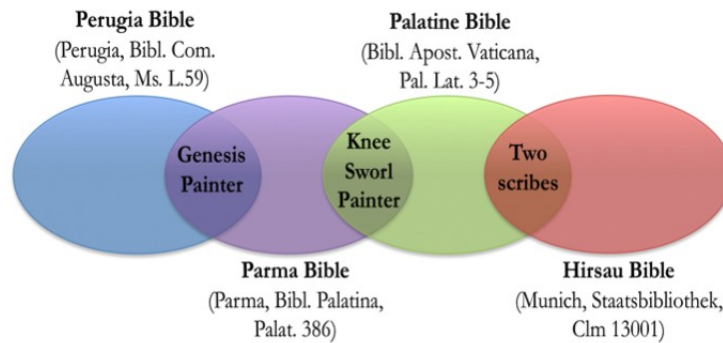 Perugia Bible
(Perugia, Bibl. Com.
Augusta, Ms. L.59)
Palatine Bible
(Bibl. Apost. Vaticana,
Pal. Lat. 3-5)
Genesis
Painter
Knee
Sworl
Painter
Two
scribes
Parma Bible
(Parma, Bibl. Palatina,
Palat. 386)
Hirsau Bible
(Munich, Staatsbibliothek,
Clm 13001)